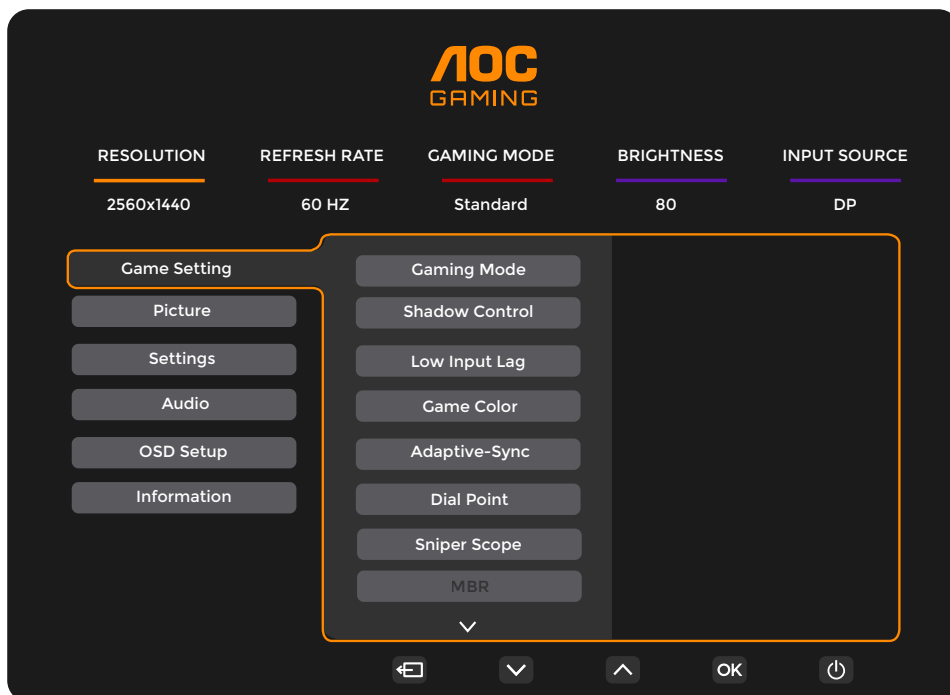 AOC
GAMING
RESOLUTION REFRESH RATE GAMING MODE BRIGHTNESS INPUT SOURCE
2560x1440 60 HZ Standard 80 DP
Game Setting
Picture
Settings
Audio
OSD Setup
Information
Gaming Mode
Shadow Control
Low Input Lag
Game Color
Adaptive-Sync
Dial Point
Sniper Scope
MBR
OK